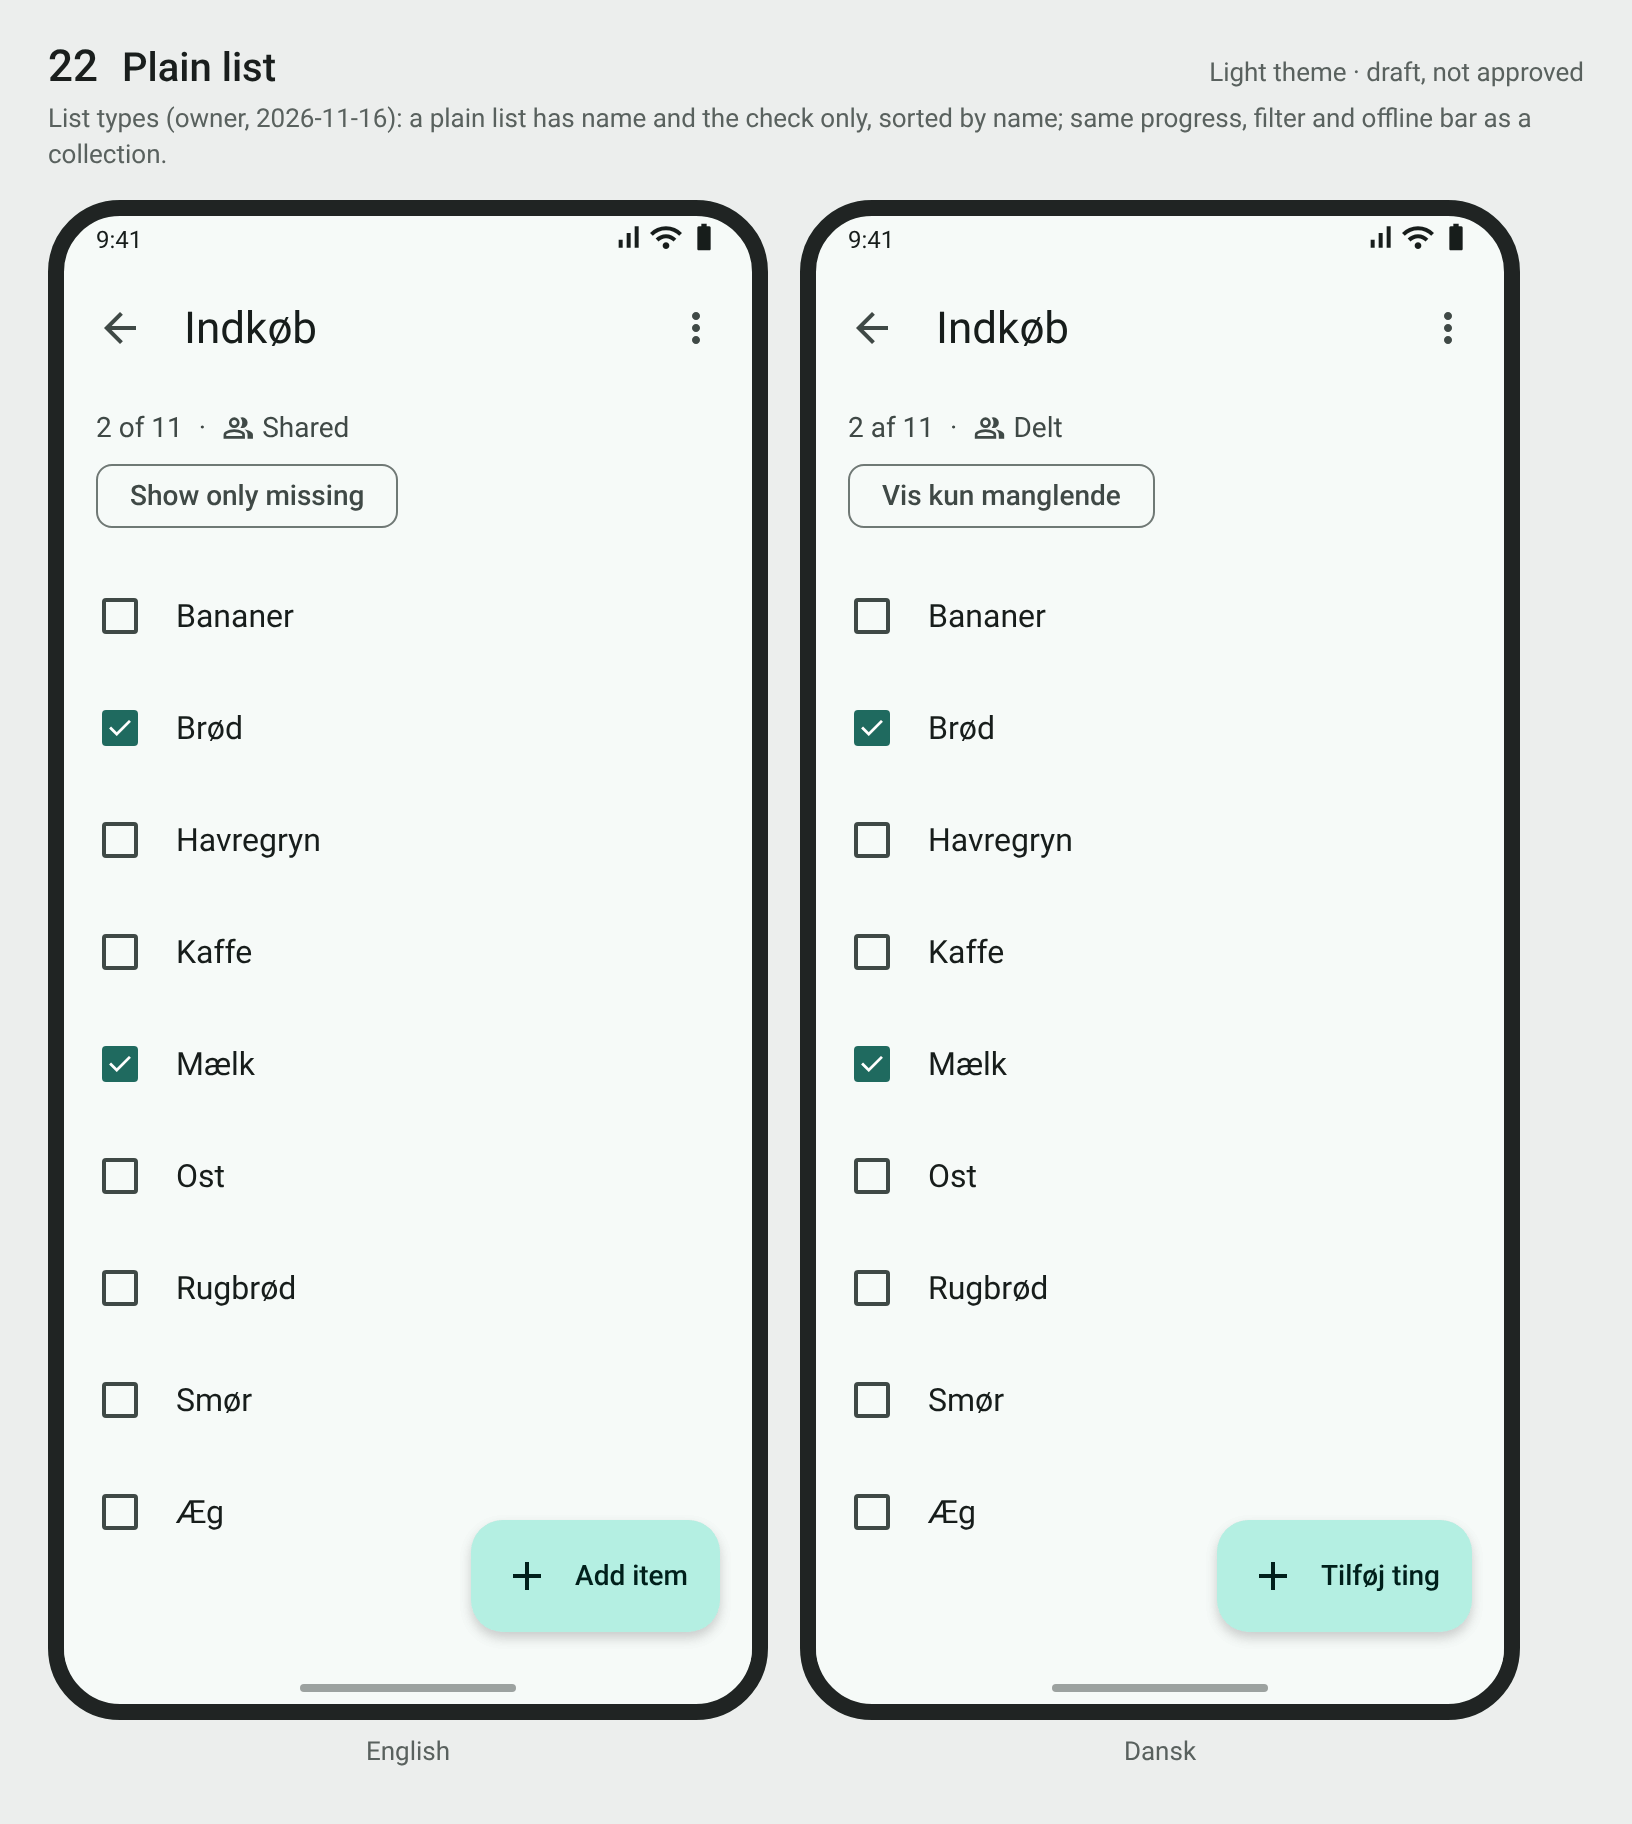 22 Plain list
Light theme · draft, not approved
List types (owner, 2026-11-16): a plain list has name and the check only, sorted by name; same progress, filter and offline bar as a
collection.
9:41
Indkøb
2 of 11 · Shared
Show only missing
Bananer
Brød
Havregryn
Kaffe
Mælk
Ost
Rugbrød
Smør
Æg
Add item
English
9:41
Indkøb
2 af 11 · Delt
Vis kun manglende
Bananer
Brød
Havregryn
Kaffe
Mælk
Ost
Rugbrød
Smør
Æg
Tilføj ting
Dansk